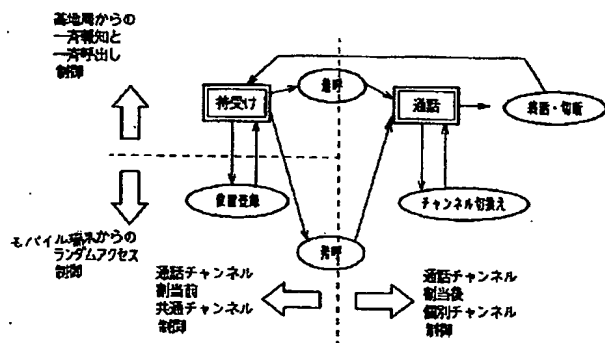 基地局からの
一斉報知と
一斉呼出し
制御
着呼
待受け
通話
終話・切断
位置登録
チャンネル切換え
モバイル端末からの
ランダムアクセス
制御
発呼
通話チャンネル
割当前
共通チャンネル
制御
通話チャンネル
割当後
個別チャンネル
制御